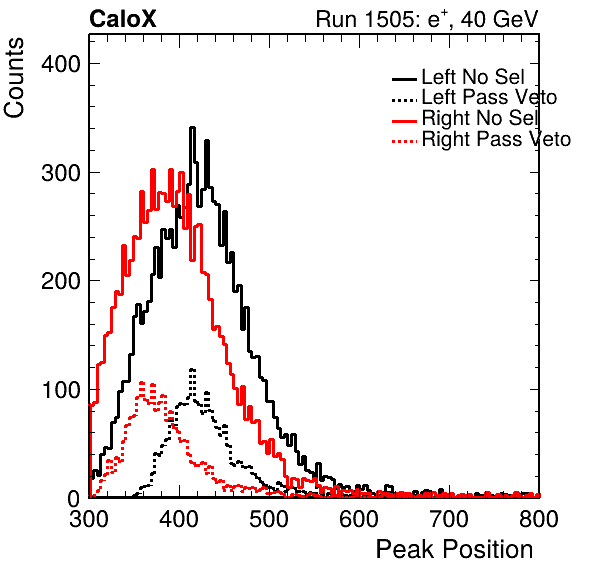 CaloX Run 1505: e+, 40 GeV
Counts
400
300
200
100
0
Left No Sel
Left Pass Veto
Right No Sel
Right Pass Veto
300 400 500 600 700 800
Peak Position